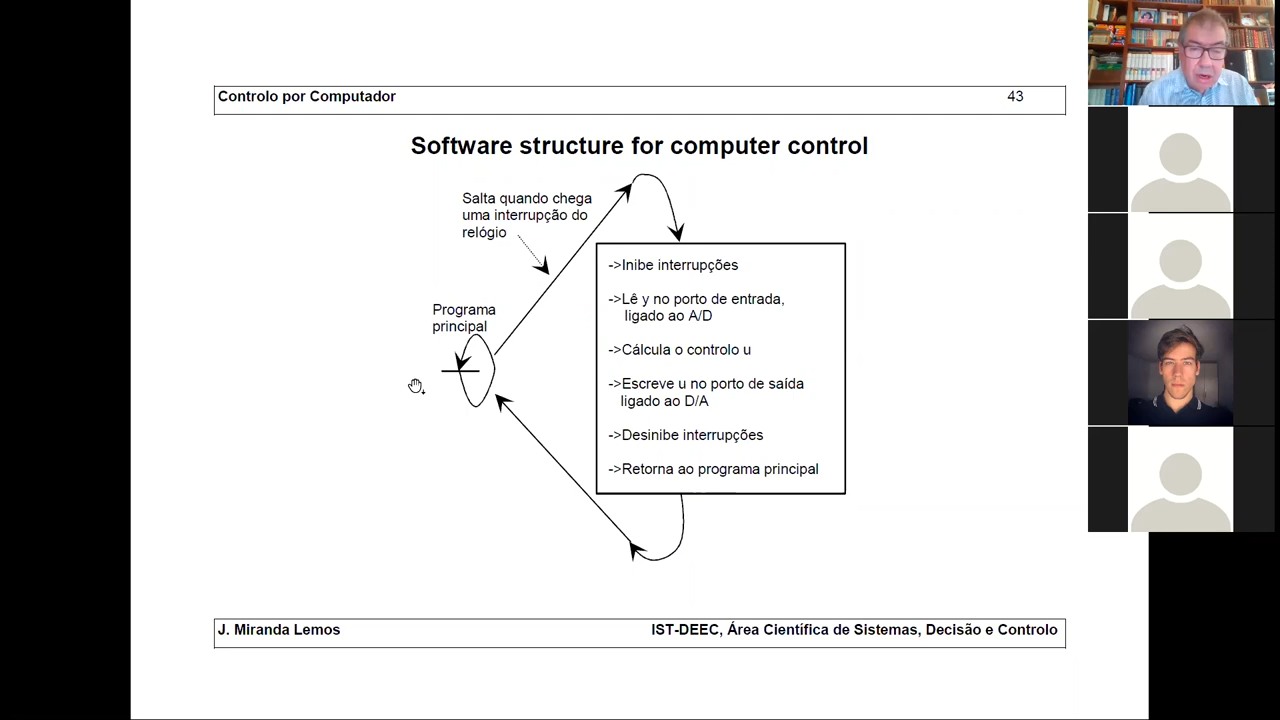 Controlo por Computador 43
Software structure for computer control
Salta quando chega
uma interrupção do
relógio
Programa
principal
->Inibe interrupções
->Lê y no porto de entrada,
ligado ao A/D
->Cálcula o controlo u
->Escreve u no porto de saída
ligado ao D/A
->Desinibe interrupções
->Retorna ao programa principal
J. Miranda Lemos IST-DEEC, Área Científica de Sistemas, Decisão e Controlo